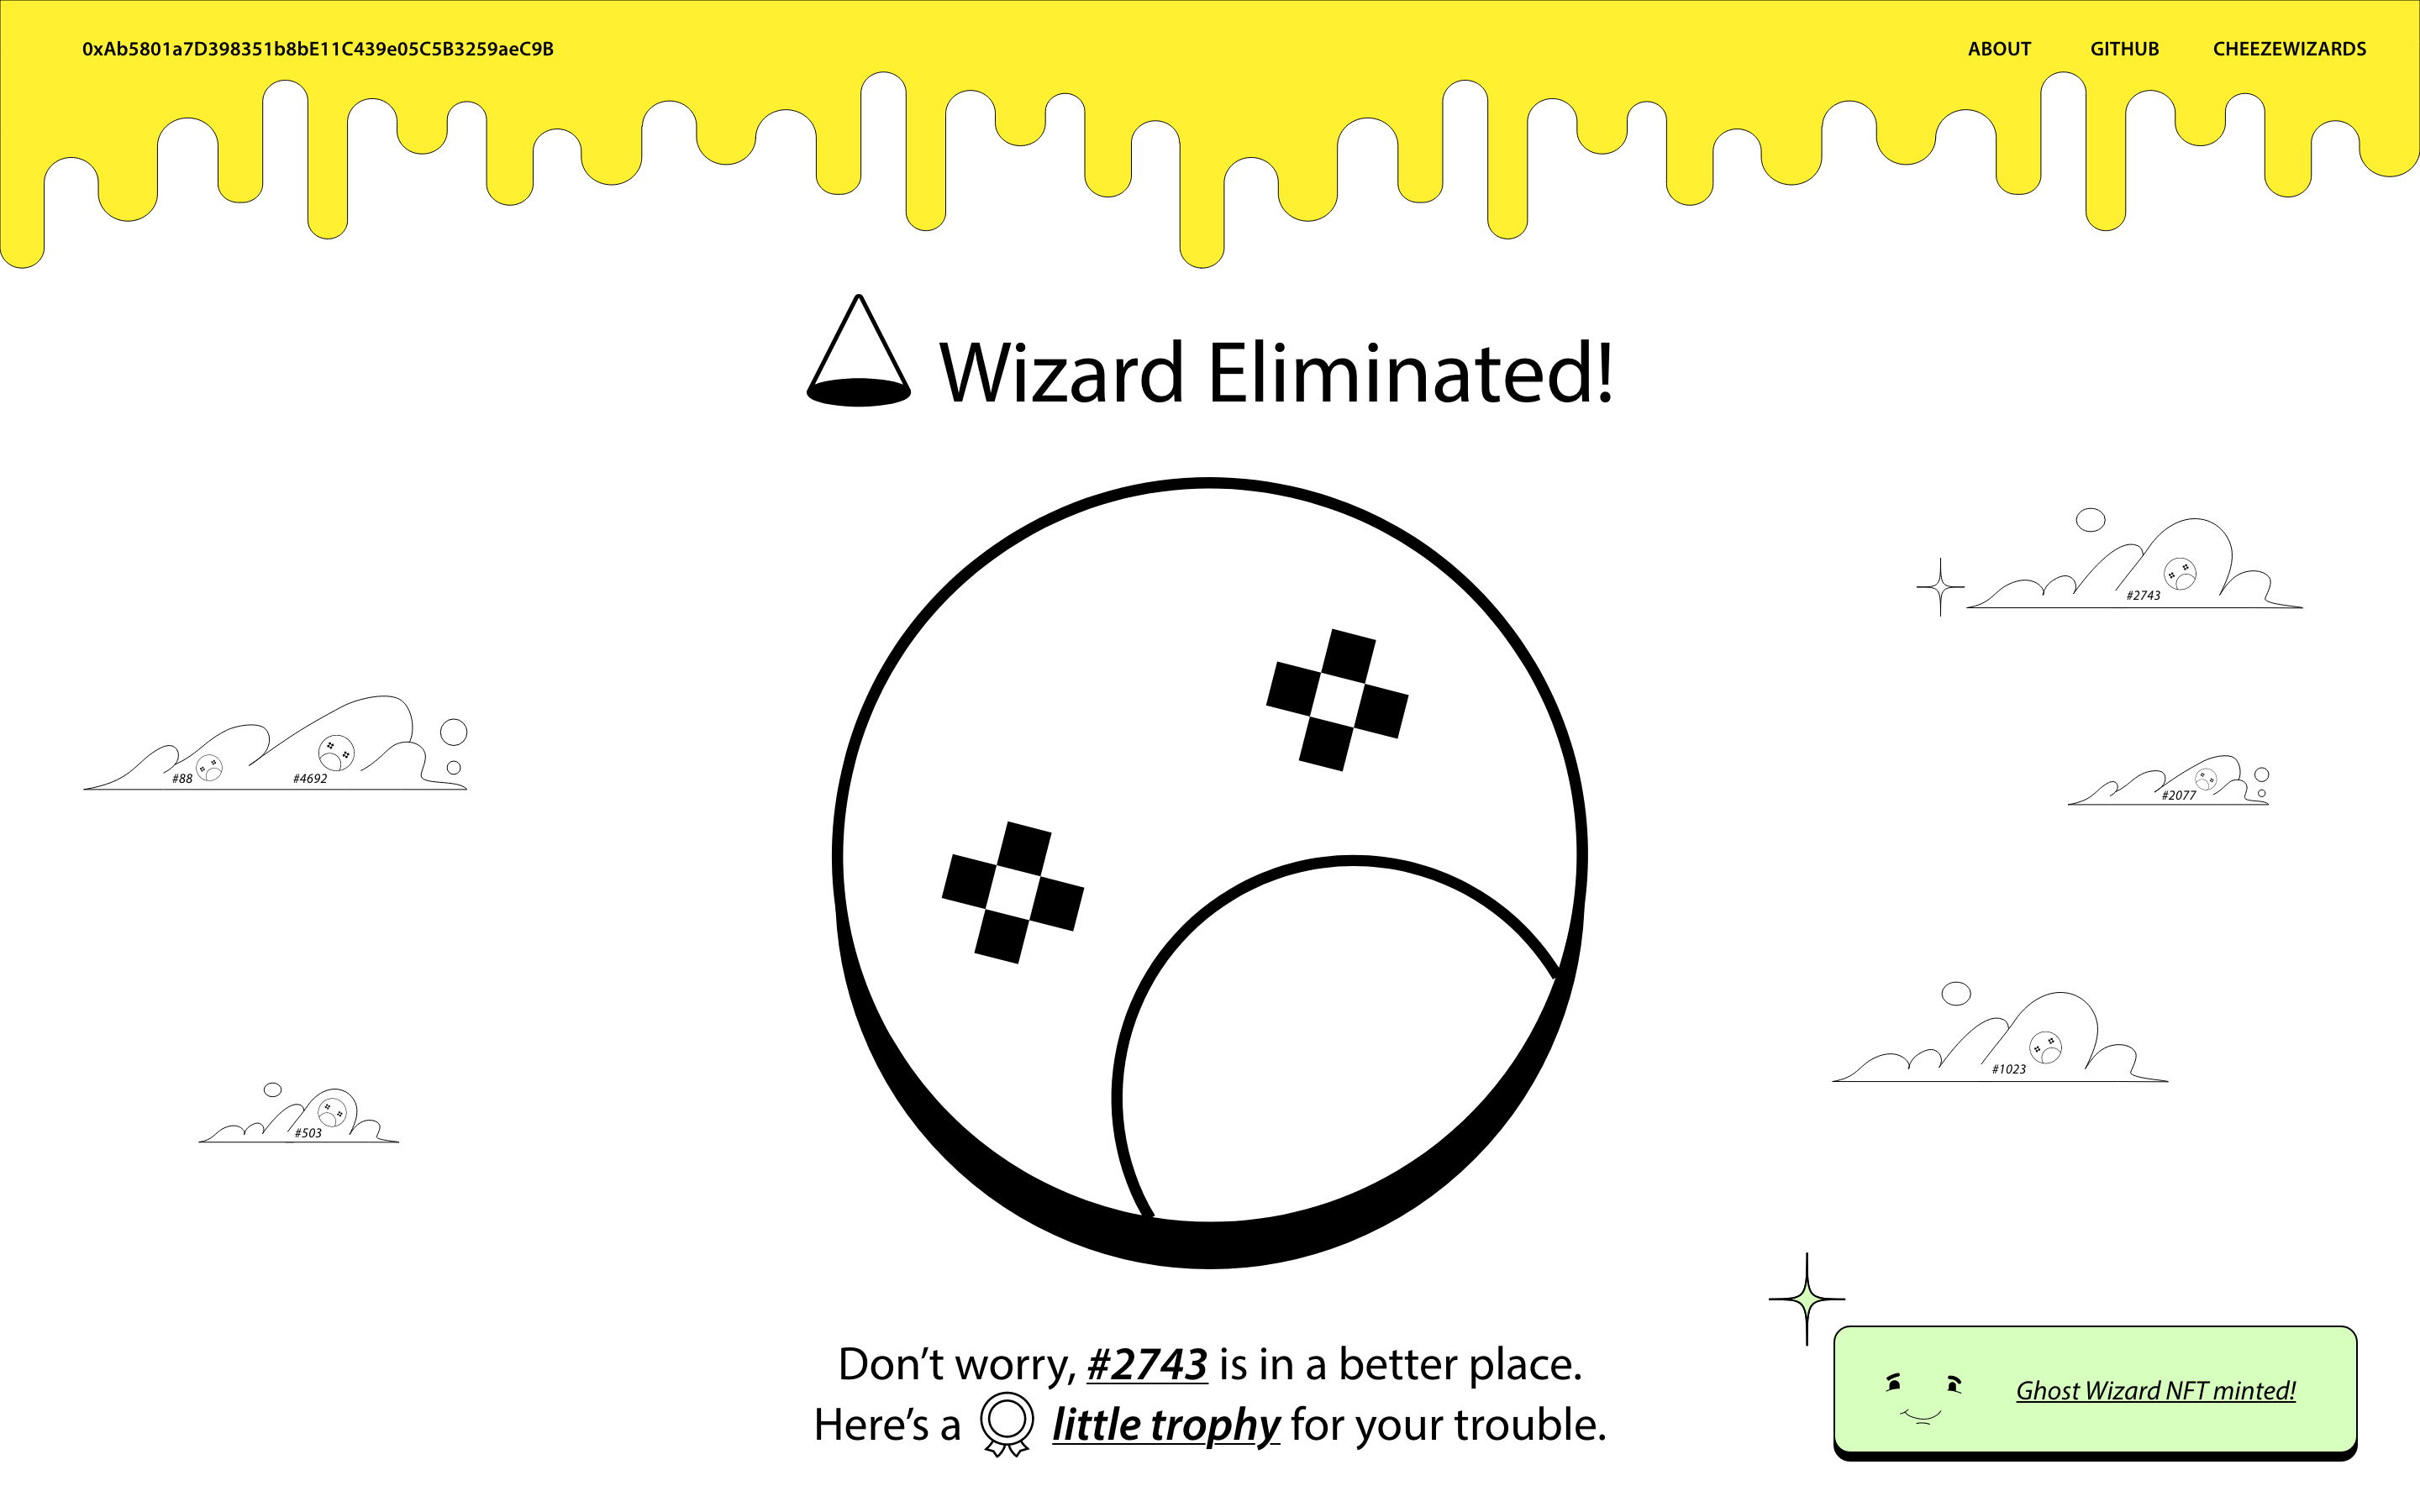 0xAb5801a7D398351b8bE11C439e05C5B3259aeC9B
ABOUT GITHUB CHEEZEWIZARDS
Wizard Eliminated!
#2743
#88 #4692
#2077
#1023
#503
Don’t worry, #2743 is in a better place.
Here’s a little trophy for your trouble.
Ghost Wizard NFT minted!